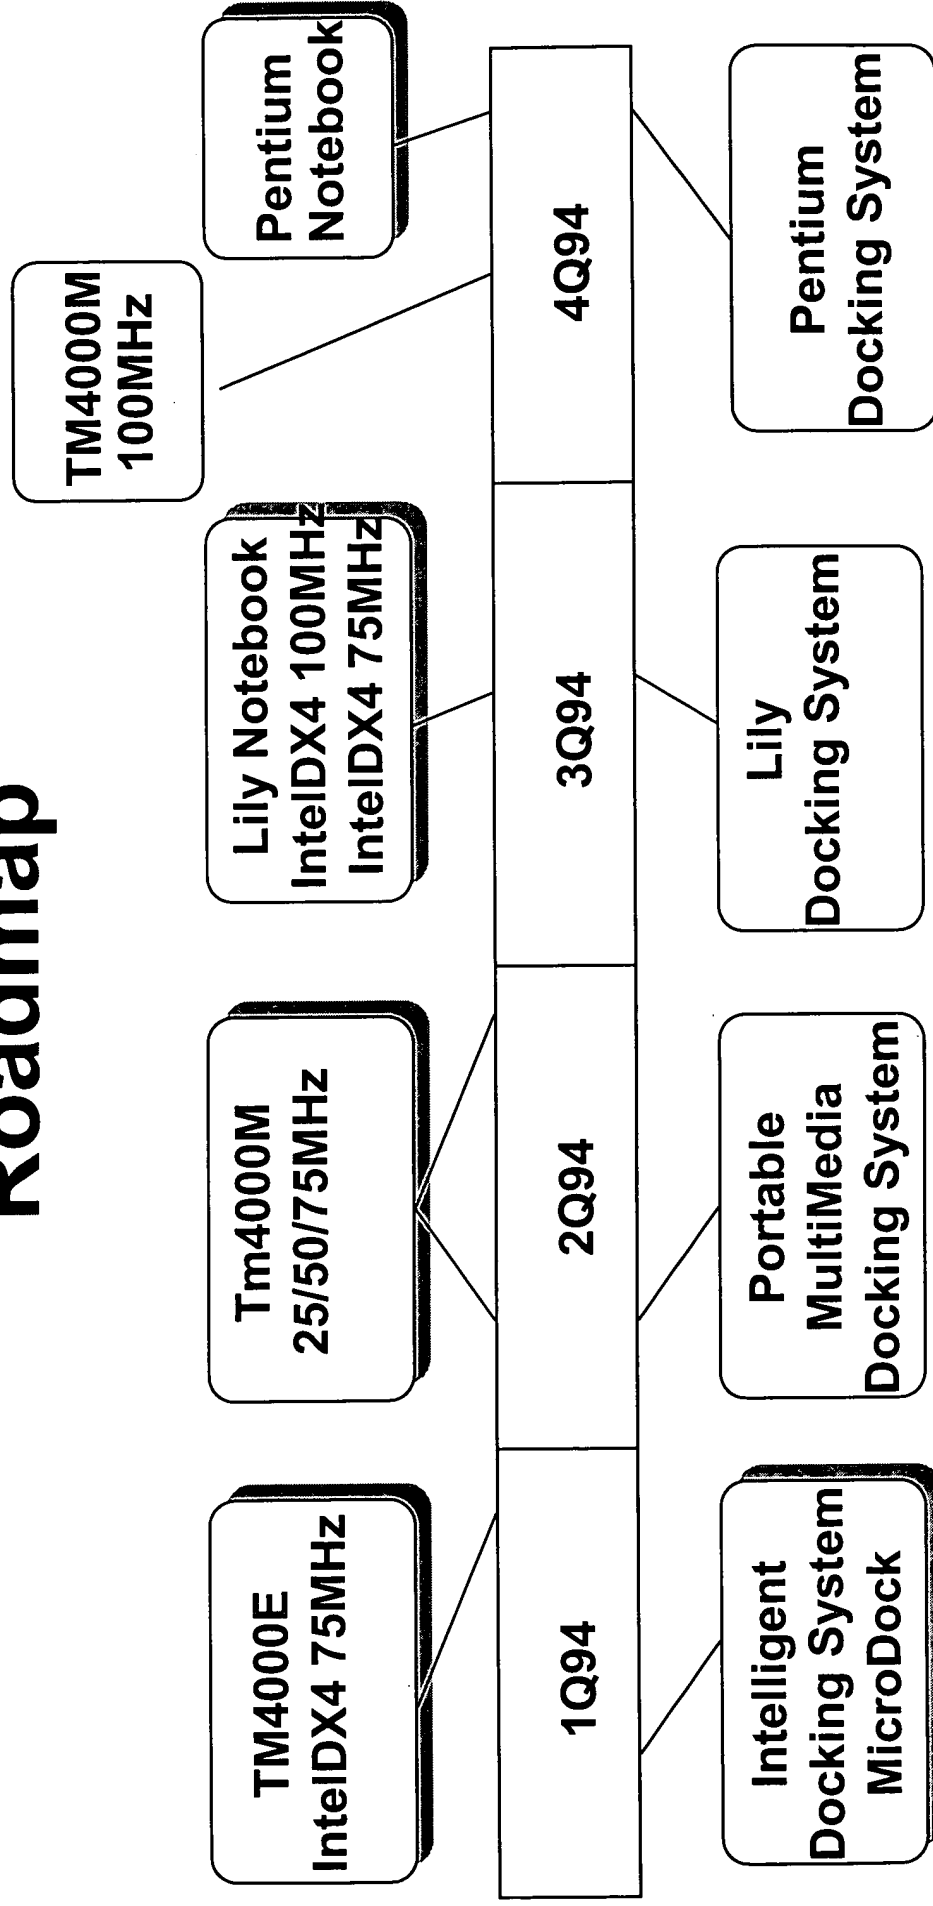 Roadmap
TM4000E
IntelDX4 75MHz
Tm4000M
25/50/75MHz
Lily Notebook
IntelDX4 100MHz
IntelDX4 75MHz
TM4000M
100MHz
Pentium
Notebook
1Q94
2Q94
3Q94
4Q94
Intelligent
Docking System
MicroDock
Portable
MultiMedia
Docking System
Lily
Docking System
Pentium
Docking System